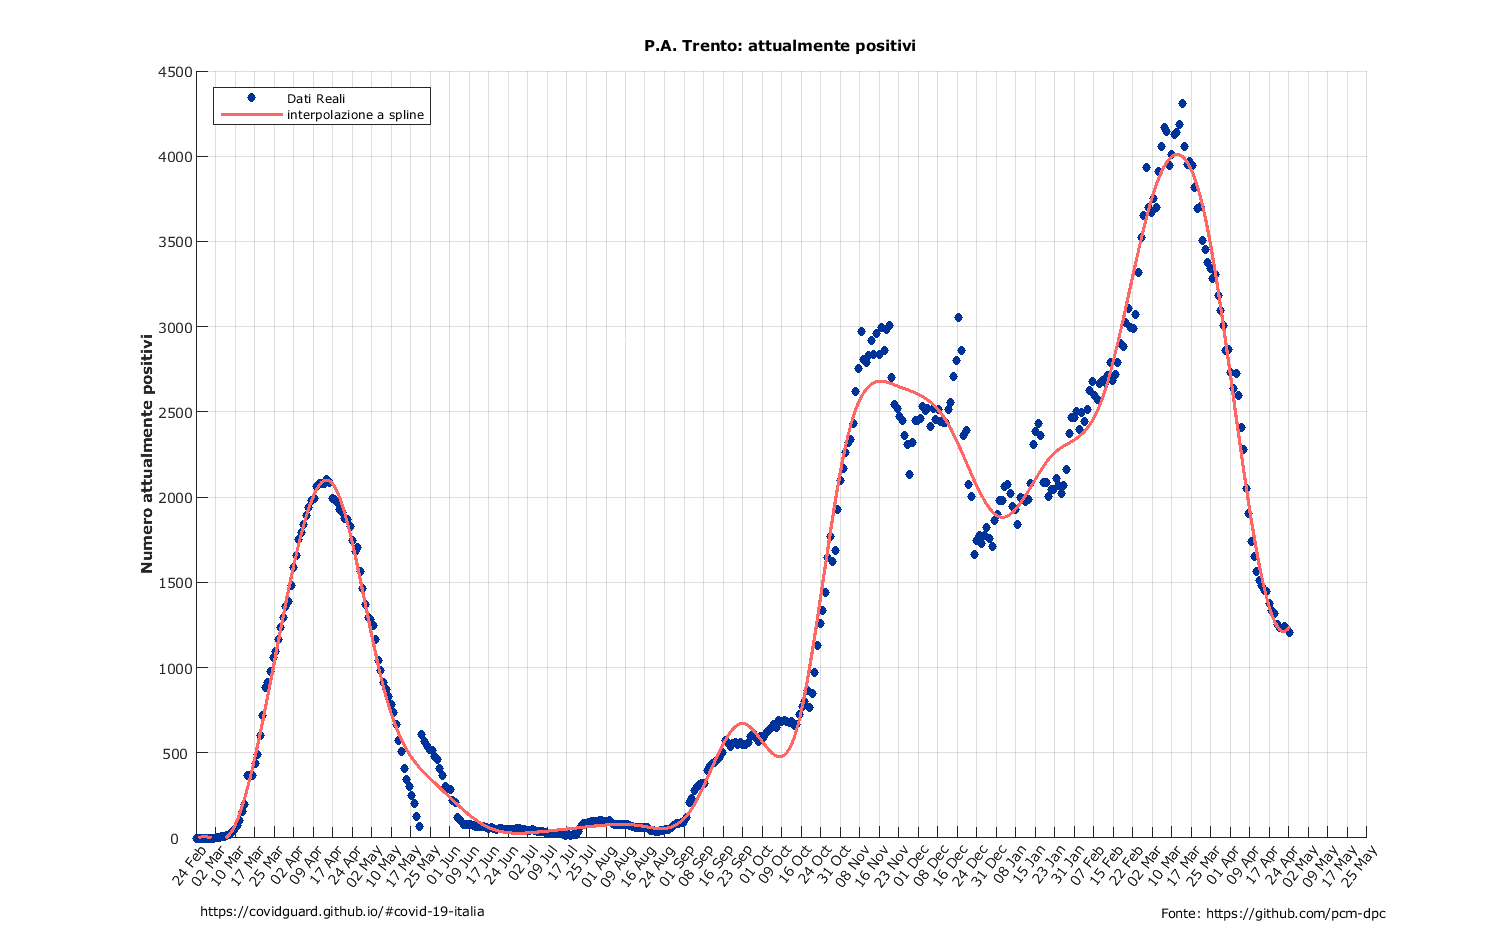 P.A. Trento: attualmente positivi
Dati Reali
interpolazione a spline
Numero attualmente positivi
4500
4000
3500
3000
2500
2000
1500
1000
500
0
24 Feb
02 Mar
10 Mar
17 Mar
25 Mar
02 Apr
09 Apr
17 Apr
24 Apr
02 May
10 May
17 May
25 May
01 Jun
09 Jun
17 Jun
24 Jun
02 Jul
09 Jul
17 Jul
25 Jul
01 Aug
09 Aug
16 Aug
24 Aug
01 Sep
08 Sep
16 Sep
23 Sep
01 Oct
09 Oct
16 Oct
24 Oct
31 Oct
08 Nov
16 Nov
23 Nov
01 Dec
08 Dec
16 Dec
24 Dec
31 Dec
08 Jan
15 Jan
23 Jan
31 Jan
07 Feb
15 Feb
22 Feb
02 Mar
10 Mar
17 Mar
25 Mar
01 Apr
09 Apr
17 Apr
24 Apr
02 May
09 May
17 May
25 May
https://covidguard.github.io/#covid-19-italia
Fonte: https://github.com/pcm-dpc